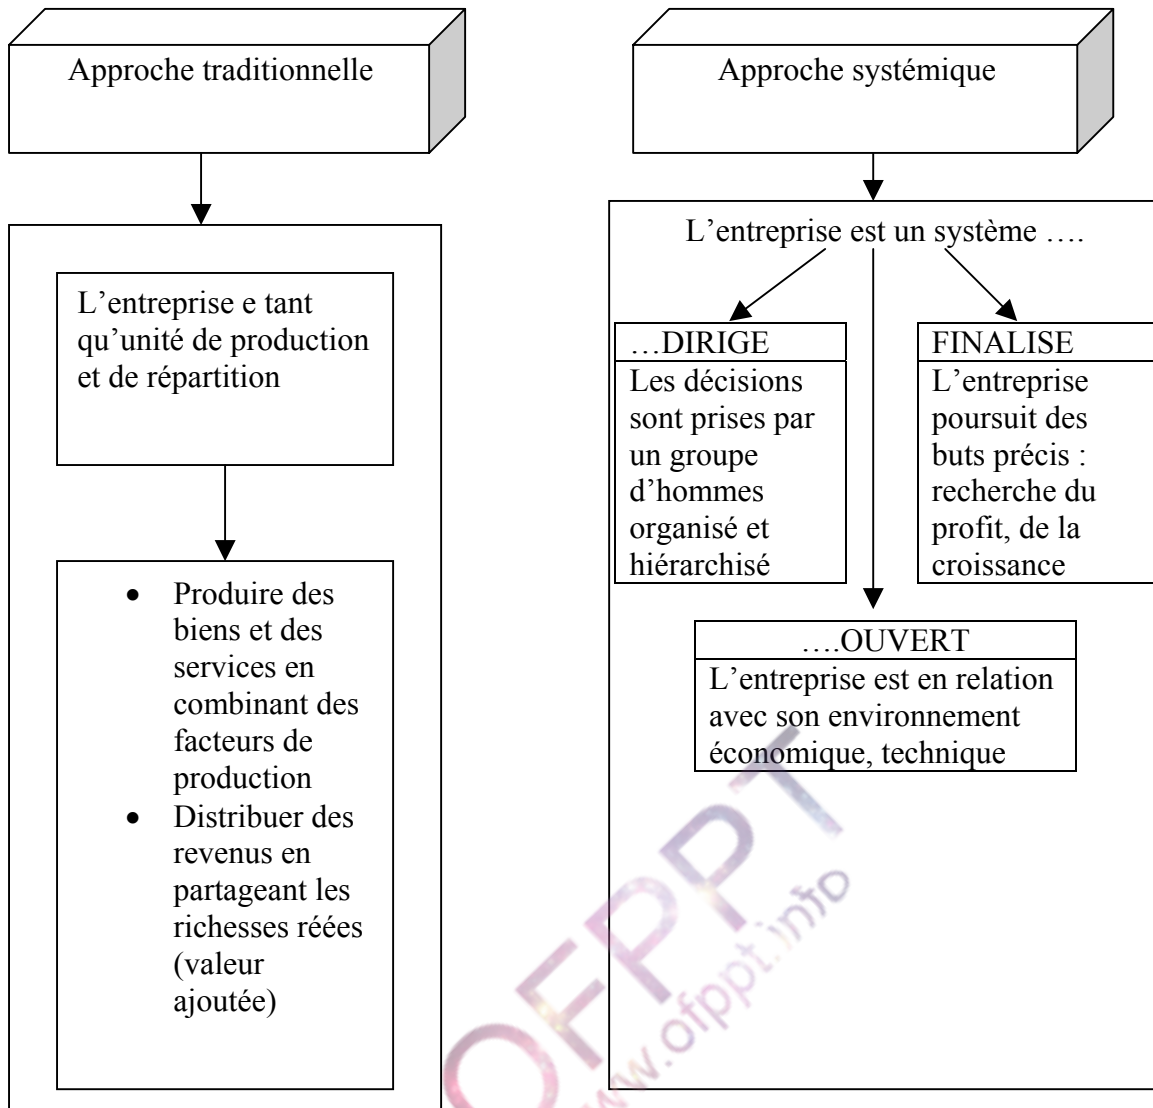 Approche traditionnelle
L’entreprise e tant
qu’unité de production
et de répartition
• Produire des
biens et des
services en
combinant des
facteurs de
production
• Distribuer des
revenus en
partageant les
richesses réées
(valeur
ajoutée)
Approche systémique
L’entreprise est un système ….
…DIRIGE
Les décisions
sont prises par
un groupe
d’hommes
organisé et
hiérarchisé
FINALISE
L’entreprise
poursuit des
buts précis :
recherche du
profit, de la
croissance
….OUVERT
L’entreprise est en relation
avec son environnement
économique, technique
OFPPT
www.ofppt.info